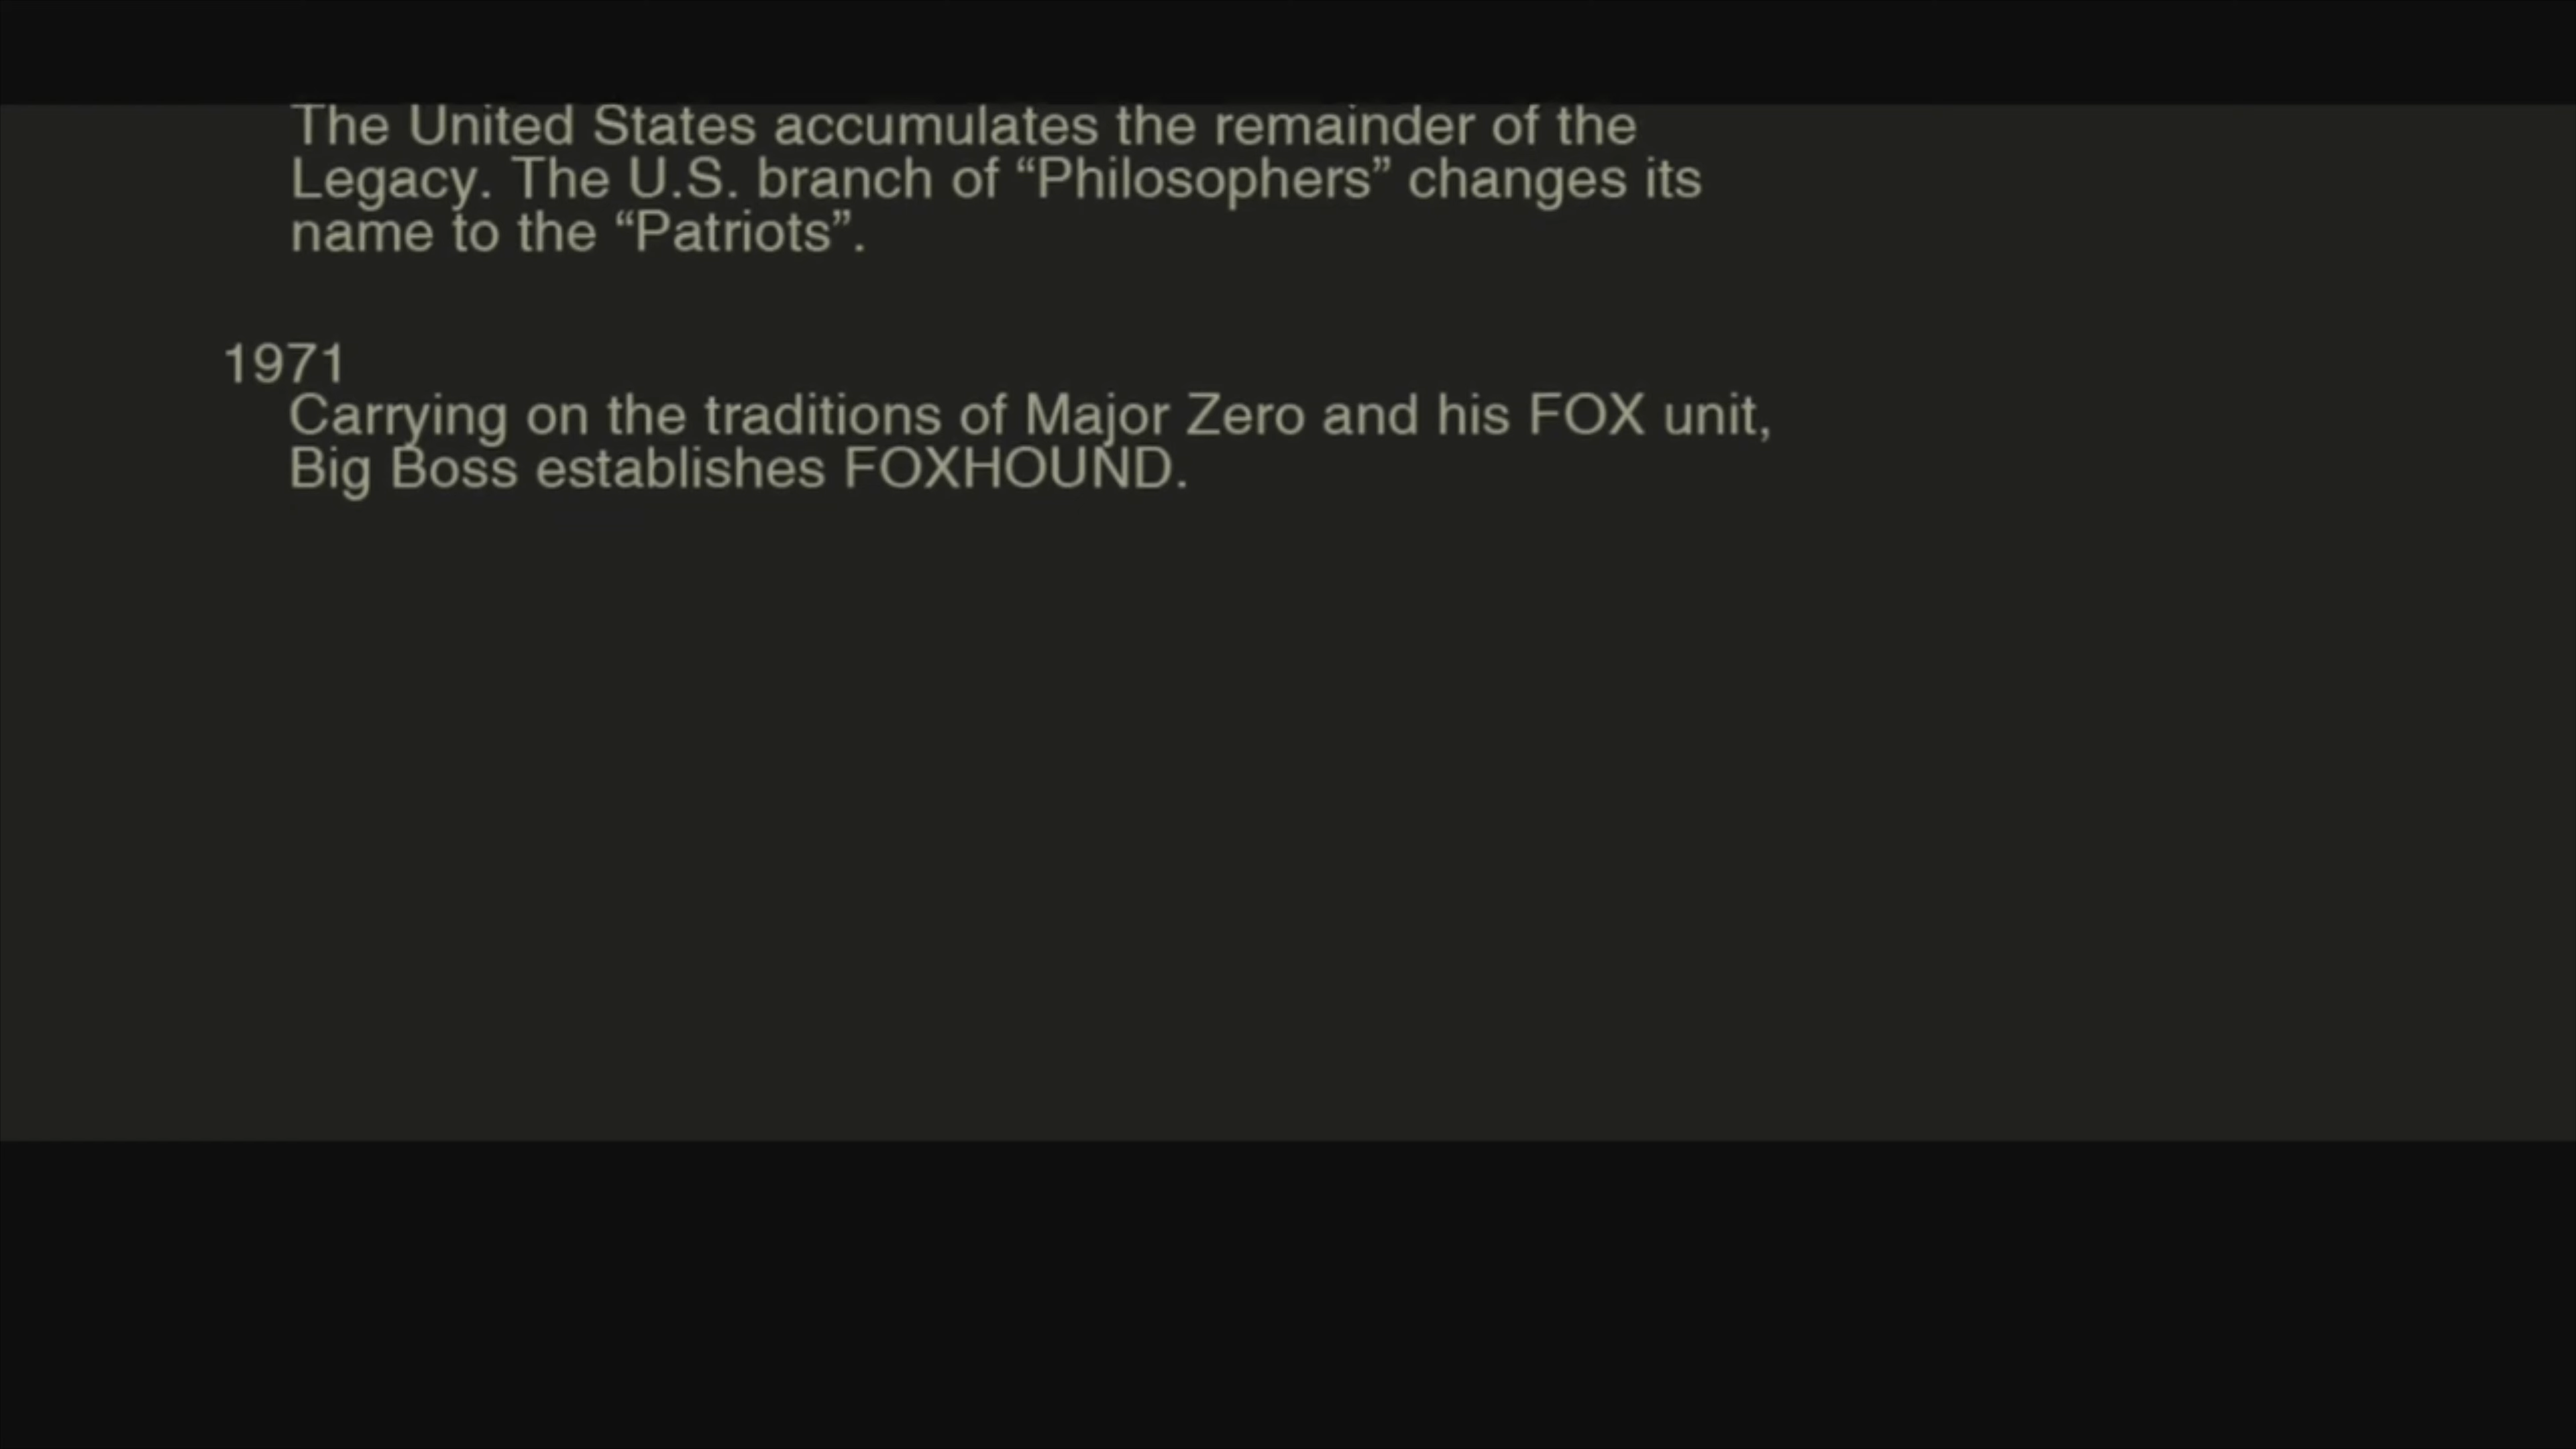 The United States accumulates the remainder of the
Legacy. The U.S. branch of “Philosophers” changes its
name to the “Patriots”.
1971
Carrying on the traditions of Major Zero and his FOX unit,
Big Boss establishes FOXHOUND.